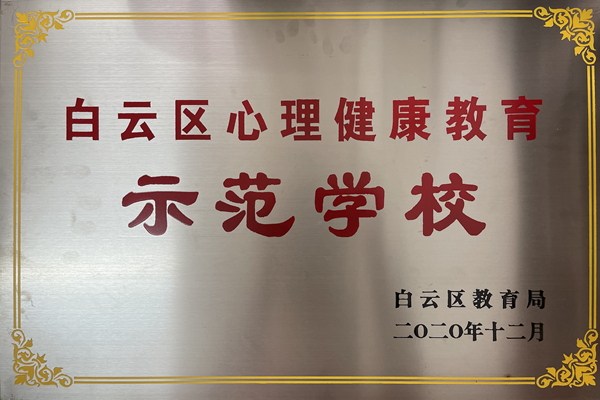 白云区心理健康教育
示范学校
白云区教育局
二〇二〇年十二月